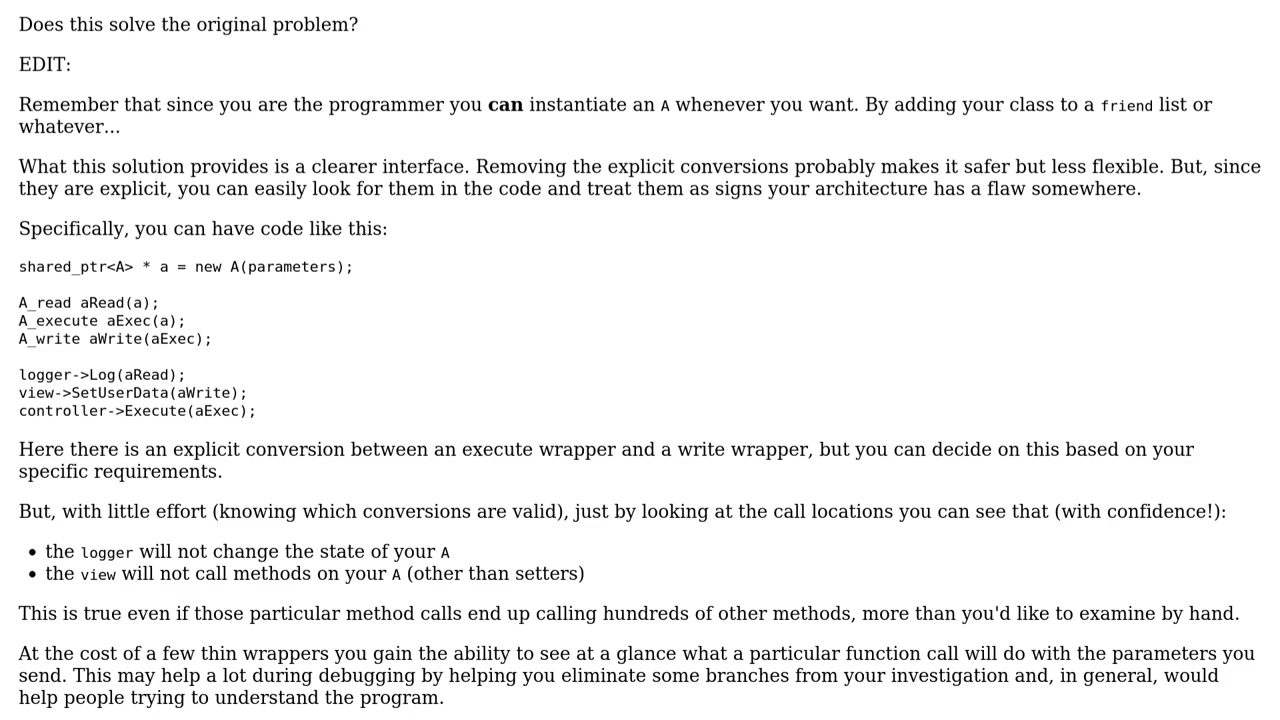 Does this solve the original problem?
EDIT:
Remember that since you are the programmer you can instantiate an A whenever you want. By adding your class to a friend list or
whatever...
What this solution provides is a clearer interface. Removing the explicit conversions probably makes it safer but less flexible. But, since
they are explicit, you can easily look for them in the code and treat them as signs your architecture has a flaw somewhere.
Specifically, you can have code like this:
shared_ptr<A> * a = new A(parameters);
A_read aRead(a);
A_execute aExec(a);
A_write aWrite(aExec);
logger->Log(aRead);
view->SetUserData(aWrite);
controller->Execute(aExec);
Here there is an explicit conversion between an execute wrapper and a write wrapper, but you can decide on this based on your
specific requirements.
But, with little effort (knowing which conversions are valid), just by looking at the call locations you can see that (with confidence!):
• the logger will not change the state of your A
• the view will not call methods on your A (other than setters)
This is true even if those particular method calls end up calling hundreds of other methods, more than you'd like to examine by hand.
At the cost of a few thin wrappers you gain the ability to see at a glance what a particular function call will do with the parameters you
send. This may help a lot during debugging by helping you eliminate some branches from your investigation and, in general, would
help people trying to understand the program.